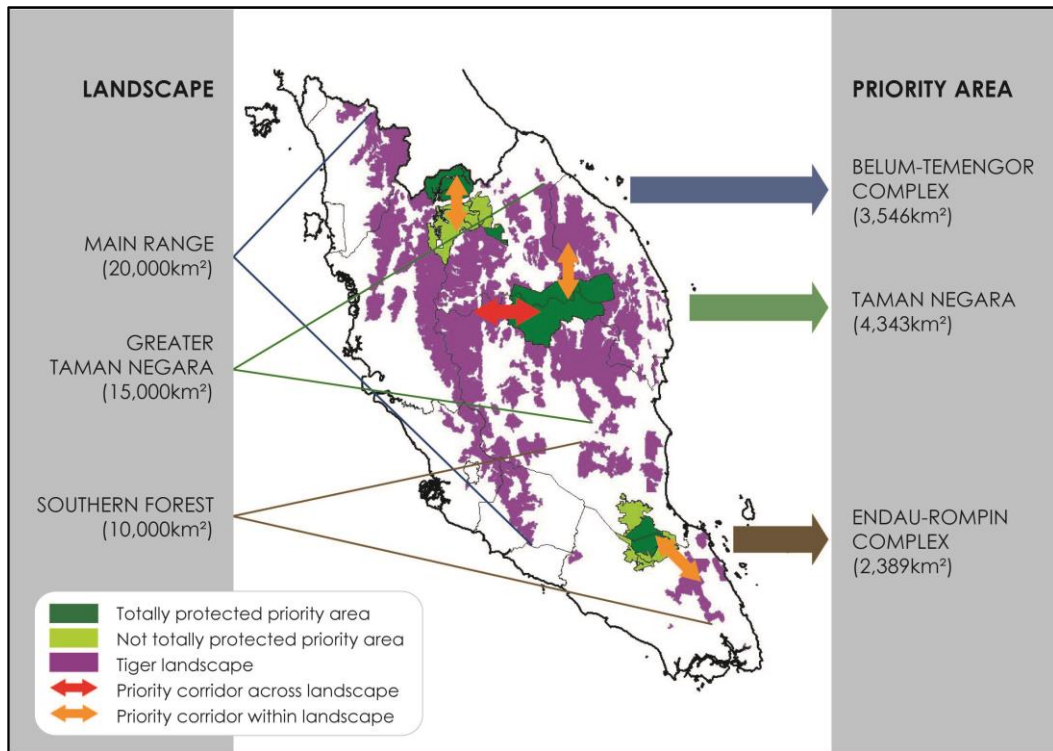 LANDSCAPE
MAIN RANGE
(20,000km²)
GREATER
TAMAN NEGARA
(15,000km²)
SOUTHERN FOREST
(10,000km²)
Totally protected priority area
Not totally protected priority area
Tiger landscape
Priority corridor across landscape
Priority corridor within landscape
PRIORITY AREA
BELUM-TEMENGOR
COMPLEX
(3,546km²)
TAMAN NEGARA
(4,343km²)
ENDAU-ROMPIN
COMPLEX
(2,389km²)